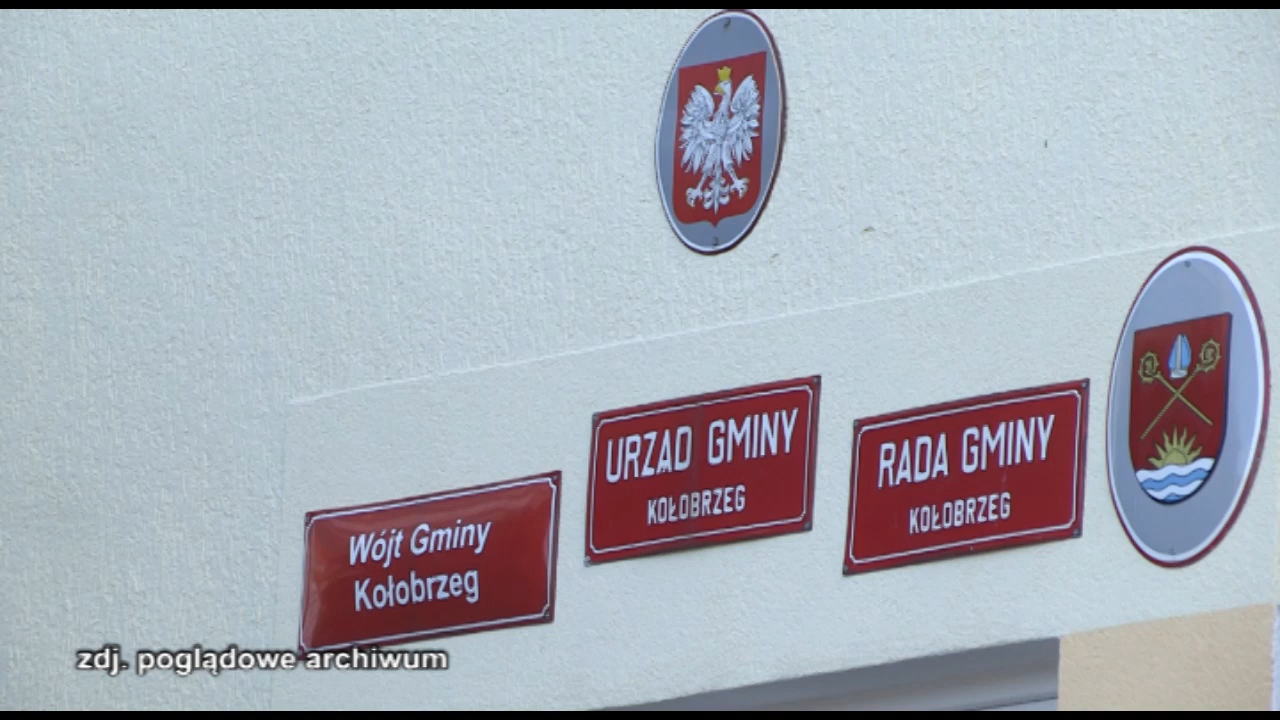 Wójt Gminy
Kołobrzeg
URZĄD GMINY
KOŁOBRZEG
RADA GMINY
KOŁOBRZEG
zdj. poglądowe archiwum